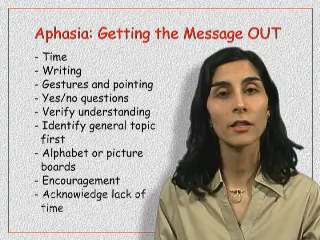 Aphasia: Getting the Message OUT
- Time
- Writing
- Gestures and pointing
- Yes/no questions
- Verify understanding
- Identify general topic
first
- Alphabet or picture
boards
- Encouragement
- Acknowledge lack of
time